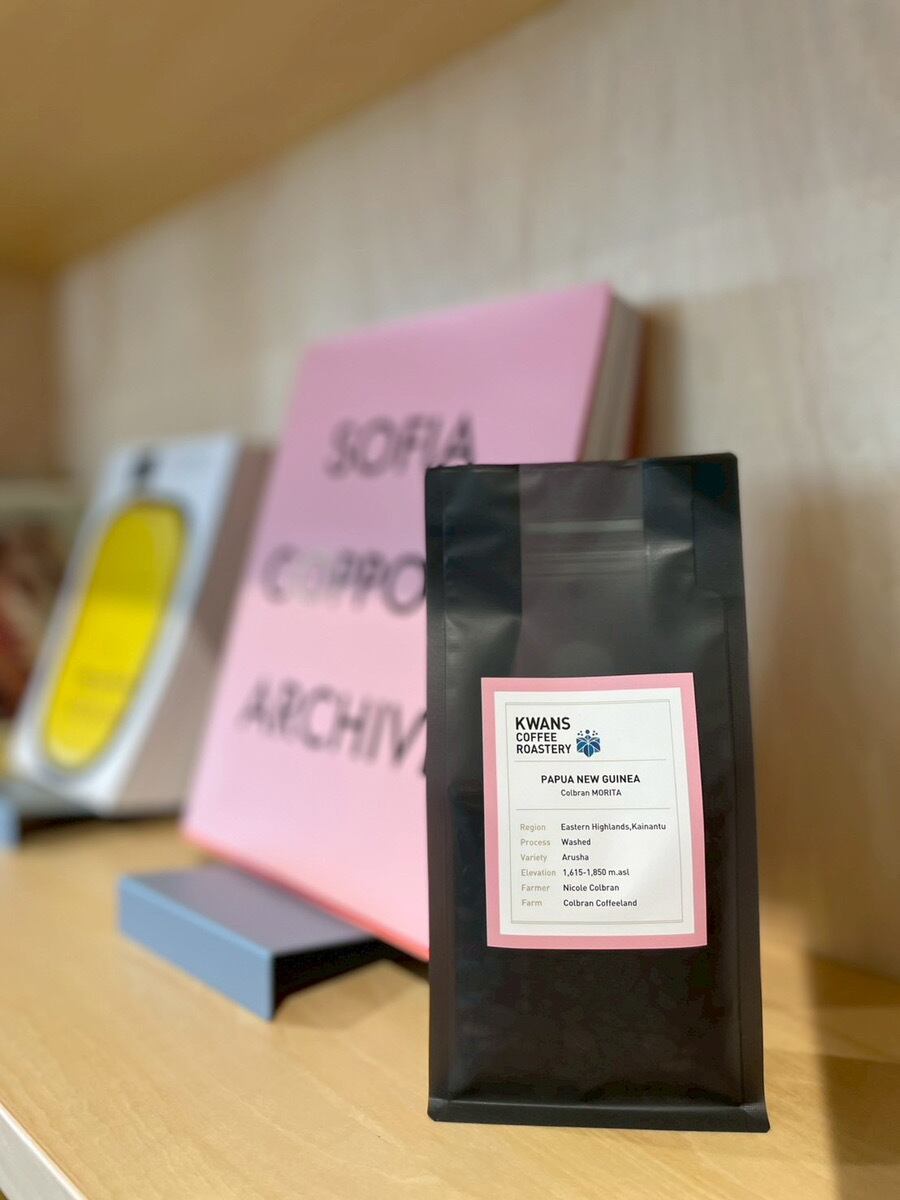 SOFIA
COPPO
ARCHIV
KWANS
COFFEE
ROASTERY
PAPUA NEW GUINEA
Colbran MORITA
Region Eastern Highlands,Kainantu
Process Washed
Variety Arusha
Elevation 1,615-1,850 m.asl
Farmer Nicole Colbran
Farm Colbran Coffeeland